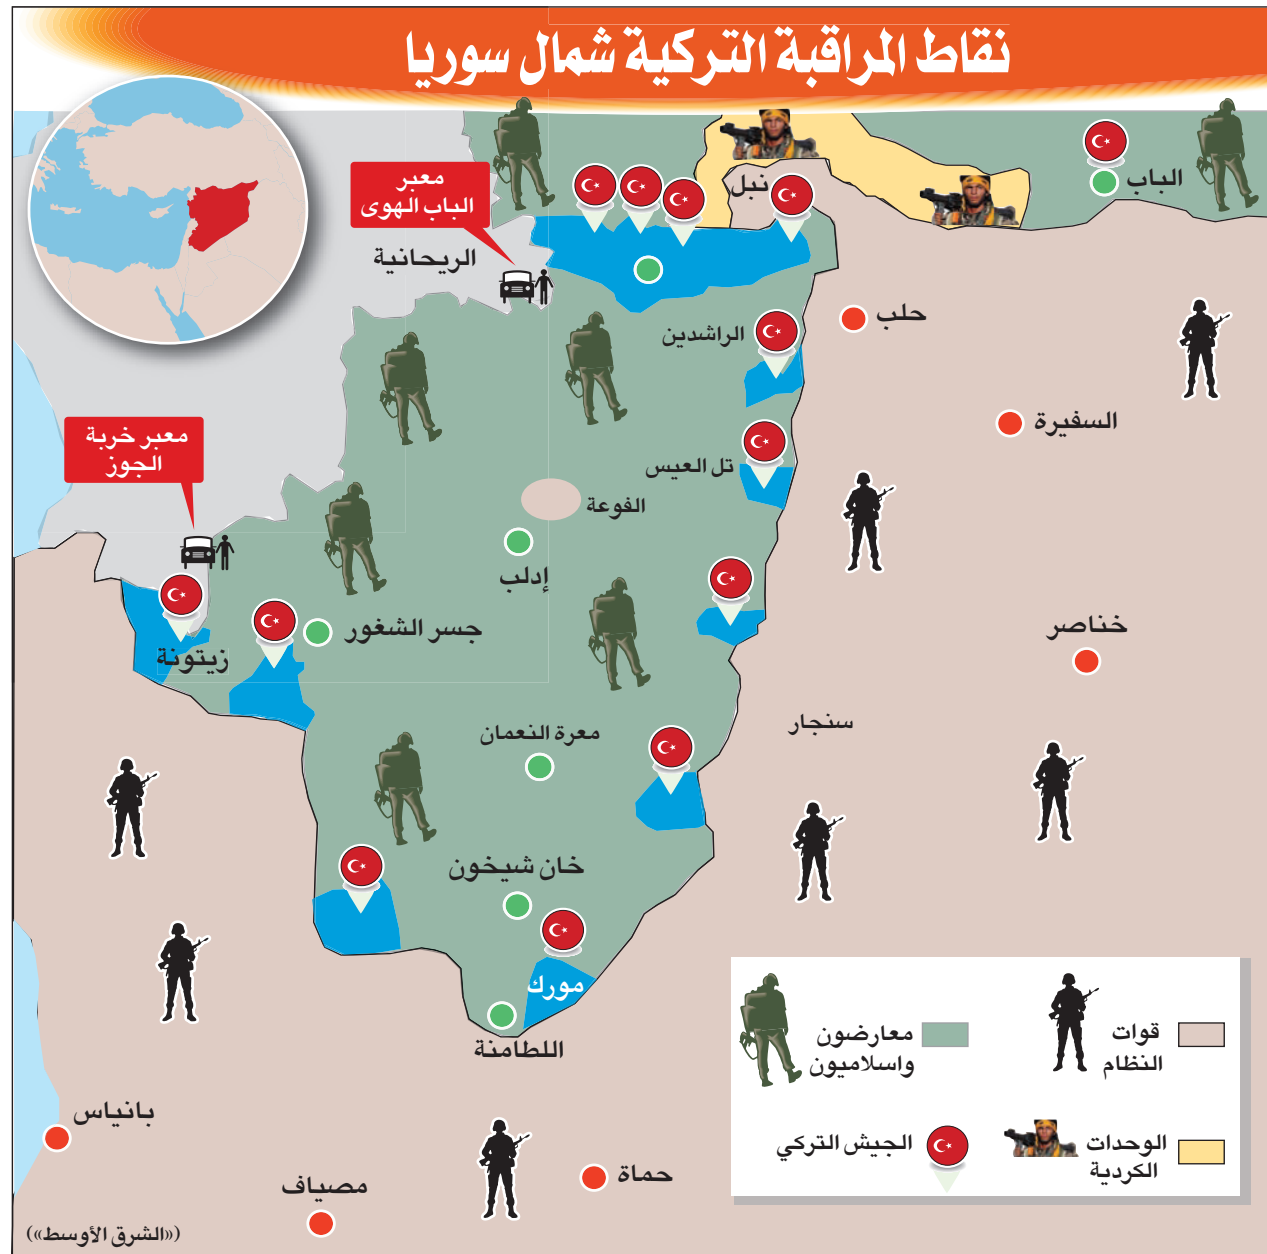 نقاط المراقبة التركية شمال سوريا
الباب
نبل
معبر
الباب الهوى
الريحانية
حلب
الراشدين
السفيرة
معبر خربة
الجوز
تل العيس
الفوعة
إدلب
جسر الشغور
خناصر
زيتونة
سنجار
معرة النعمان
خان شيخون
مورك
اللطامنة
قوات
النظام
معارضون
واسلاميون
الوحدات
الكردية
الجيش التركي
بانياس
حماة
مصياف
(«الشرق الأوسط»)